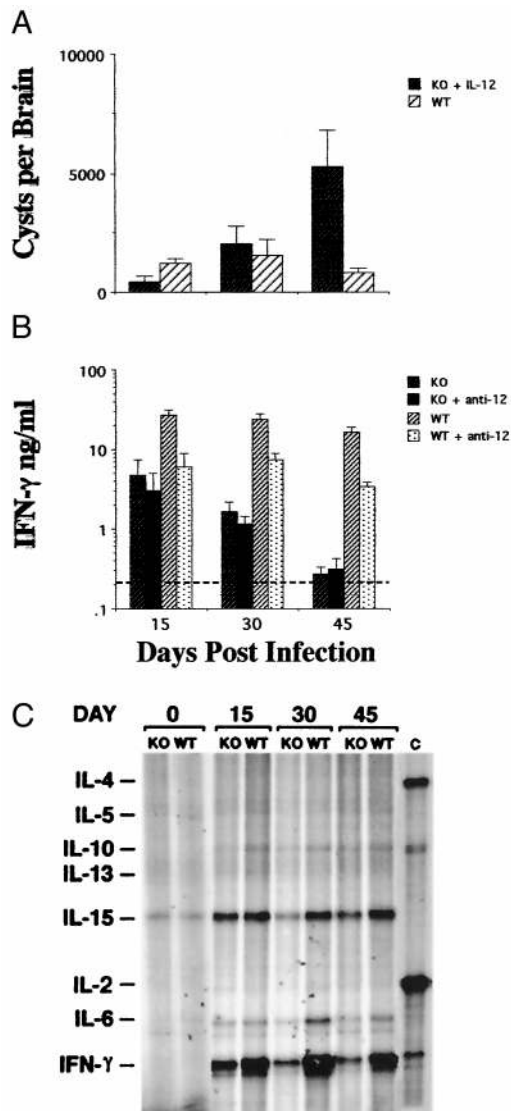 A
Cysts per Brain
10000
5000
0
KO + IL-12
WT
B
IFN-γ ng/ml
100
10
1
.1
KO
KO + anti-12
WT
WT + anti-12
15 30 45
Days Post Infection
C
DAY 0 15 30 45
KO WT KO WT KO WT KO WT C
IL-4
IL-5
IL-10
IL-13
IL-15
IL-2
IL-6
IFN-γ